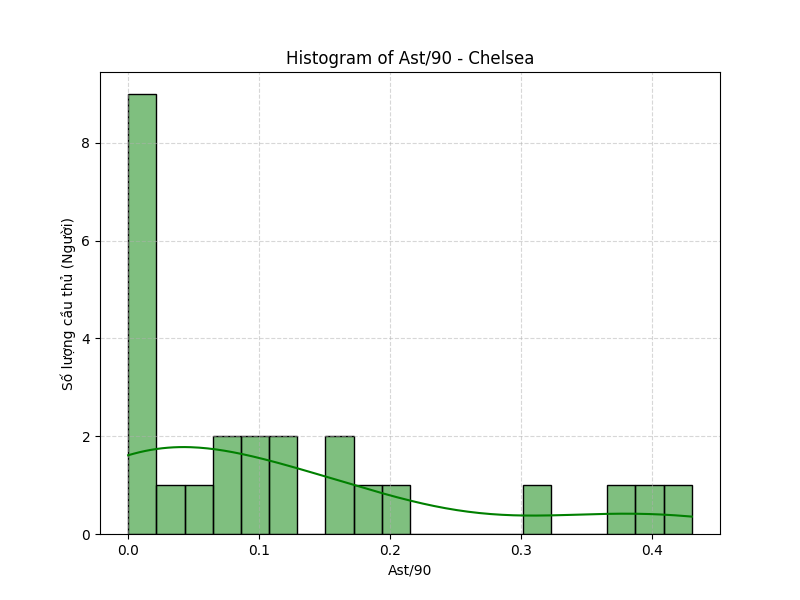 Histogram of Ast/90 - Chelsea
Số lượng cầu thủ (Người)
8
6
4
2
0
0.0 0.1 0.2 0.3 0.4
Ast/90